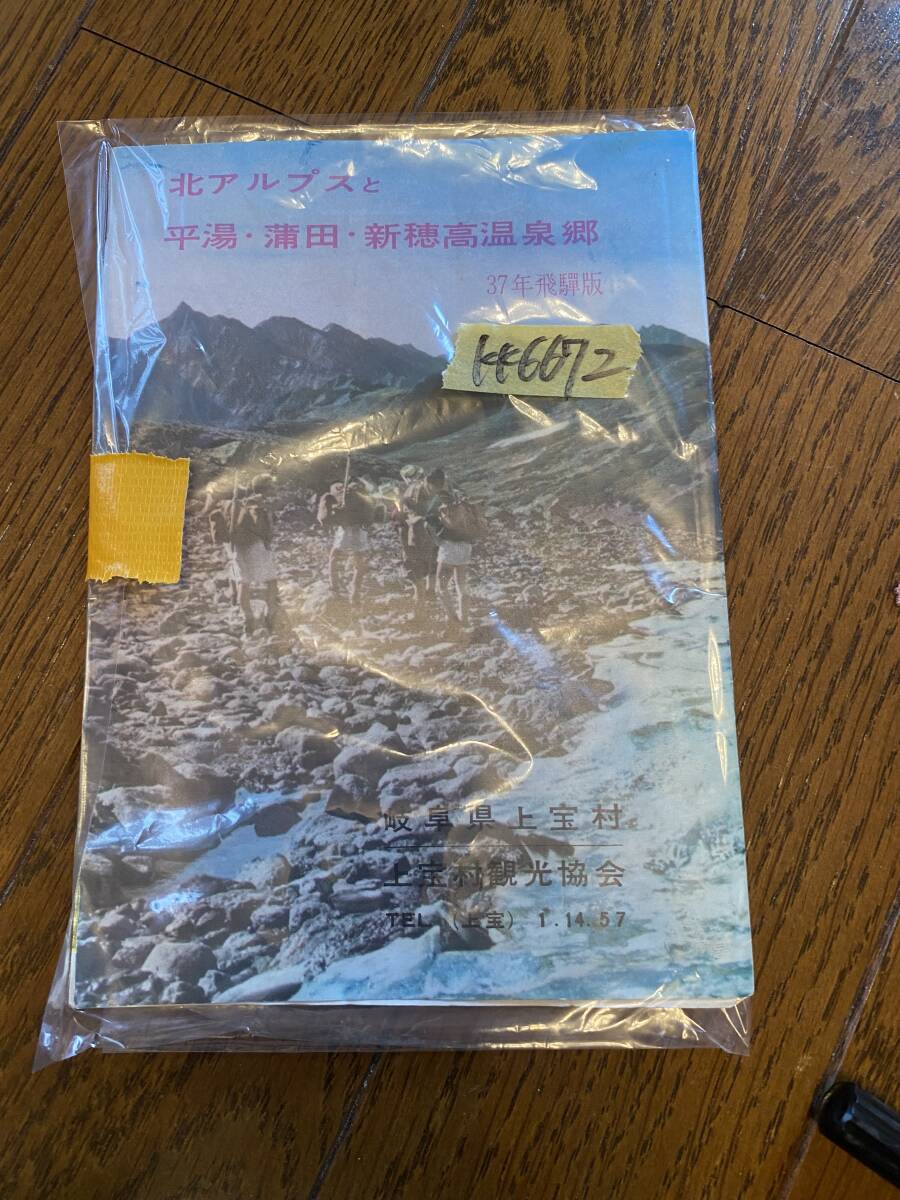 北アルプスと
平湯・蒲田・新穂高温泉郷
37年飛驒版
KK6672
岐阜県上宝村
上宝村観光協会
TEL (上宝) 1.14.57